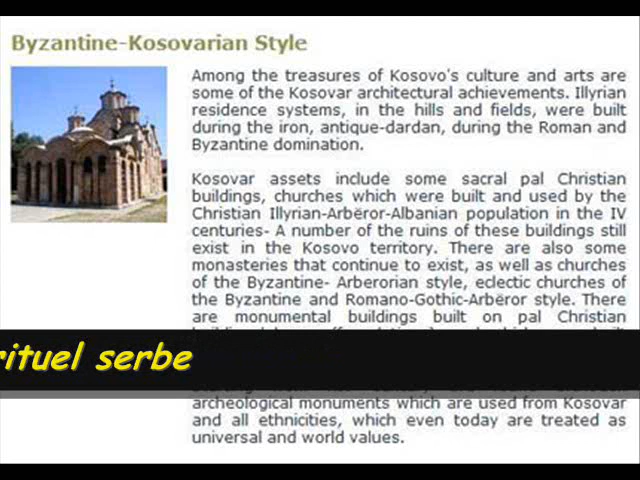 Byzantine-Kosovarian Style
Among the treasures of Kosovo's culture and arts are
some of the Kosovar architectural achievements. Illyrian
residence systems, in the hills and fields, were built
during the iron, antique-dardan, during the Roman and
Byzantine domination.
Kosovar assets include some sacral pal Christian
buildings, churches which were built and used by the
Christian Illyrian-Arbëror-Albanian population in the IV
centuries- A number of the ruins of these buildings still
exist in the Kosovo territory. There are also some
monasteries that continue to exist, as well as churches
of the Byzantine- Arberorian style, eclectic churches of
the Byzantine and Romano-Gothic-Arbëror style. There
are monumental buildings built on pal Christian
rituel serbe
archeological monuments which are used from Kosovar
and all ethnicities, which even today are treated as
universal and world values.